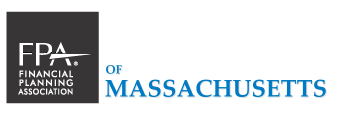 FPA®
FINANCIAL
PLANNING
ASSOCIATION
OF
MASSACHUSETTS